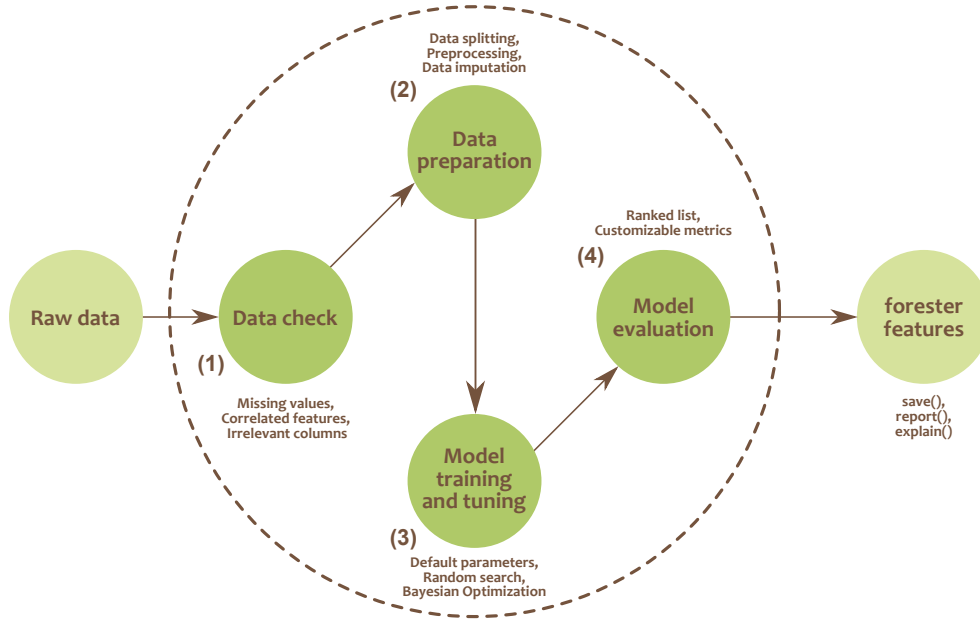 Data splitting,
Preprocessing,
Data imputation
(2)
Data
preparation
Ranked list,
Customizable metrics
(4)
Raw data
Data check
Model
evaluation
forester
features
(1)
Missing values,
Correlated features,
Irrelevant columns
save(),
report(),
explain()
Model
training
and tuning
(3)
Default parameters,
Random search,
Bayesian Optimization